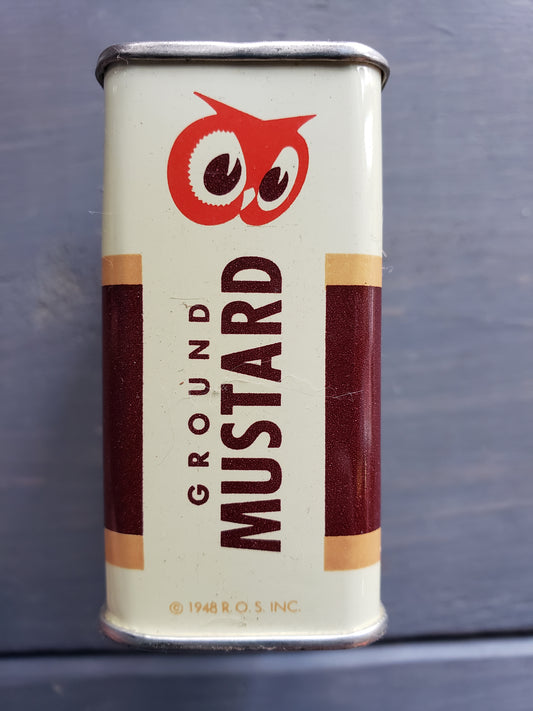 GROUND
MUSTARD
© 1948 R. O. S. INC.